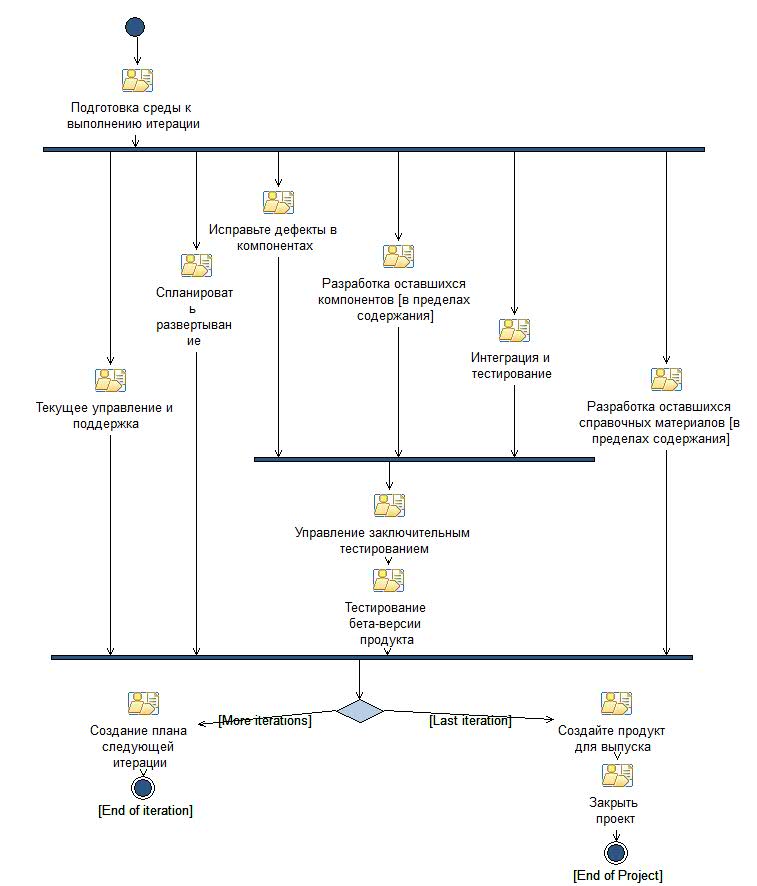 Подготовка среды к
выполнению итерации
Исправьте дефекты в
компонентах
Спланироват
ь
развертыван
ие
Разработка оставшихся
компонентов [в пределах
содержания]
Интеграция и
тестирование
Текущее управление и
поддержка
Разработка оставшихся
справочных материалов [в
пределах содержания]
Управление заключительным
тестированием
Тестирование
бета-версии
продукта
[More iterations]
[Last iteration]
Создание плана
следующей
итерации
[End of iteration]
Создайте продукт
для выпуска
Закрыть
проект
[End of Project]